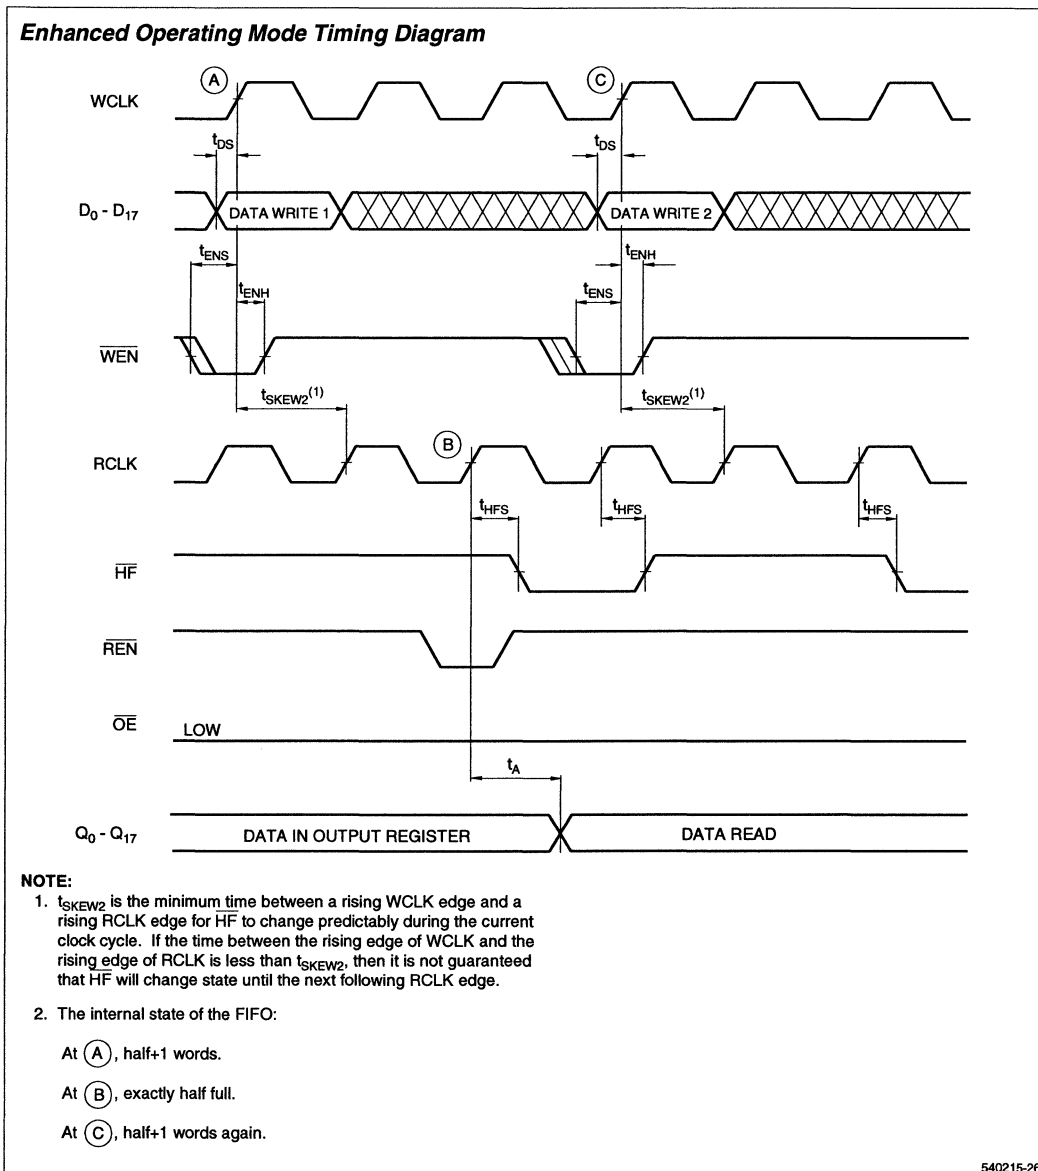 Enhanced Operating Mode Timing Diagram
A
C
WCLK
tDS
tDS
D0 - D17
DATA WRITE 1
DATA WRITE 2
tENS
tENH
tENS
tENH
WEN
tSKEW2(1)
tSKEW2(1)
B
RCLK
tHFS
tHFS
tHFS
HF
REN
OE
LOW
tA
Q0 - Q17
DATA IN OUTPUT REGISTER
DATA READ
NOTE:
1. tSKEW2 is the minimum time between a rising WCLK edge and a
rising RCLK edge for HF to change predictably during the current
clock cycle. If the time between the rising edge of WCLK and the
rising edge of RCLK is less than tSKEW2, then it is not guaranteed
that HF will change state until the next following RCLK edge.
2. The internal state of the FIFO:
At A, half+1 words.
At B, exactly half full.
At C, half+1 words again.
540215-26